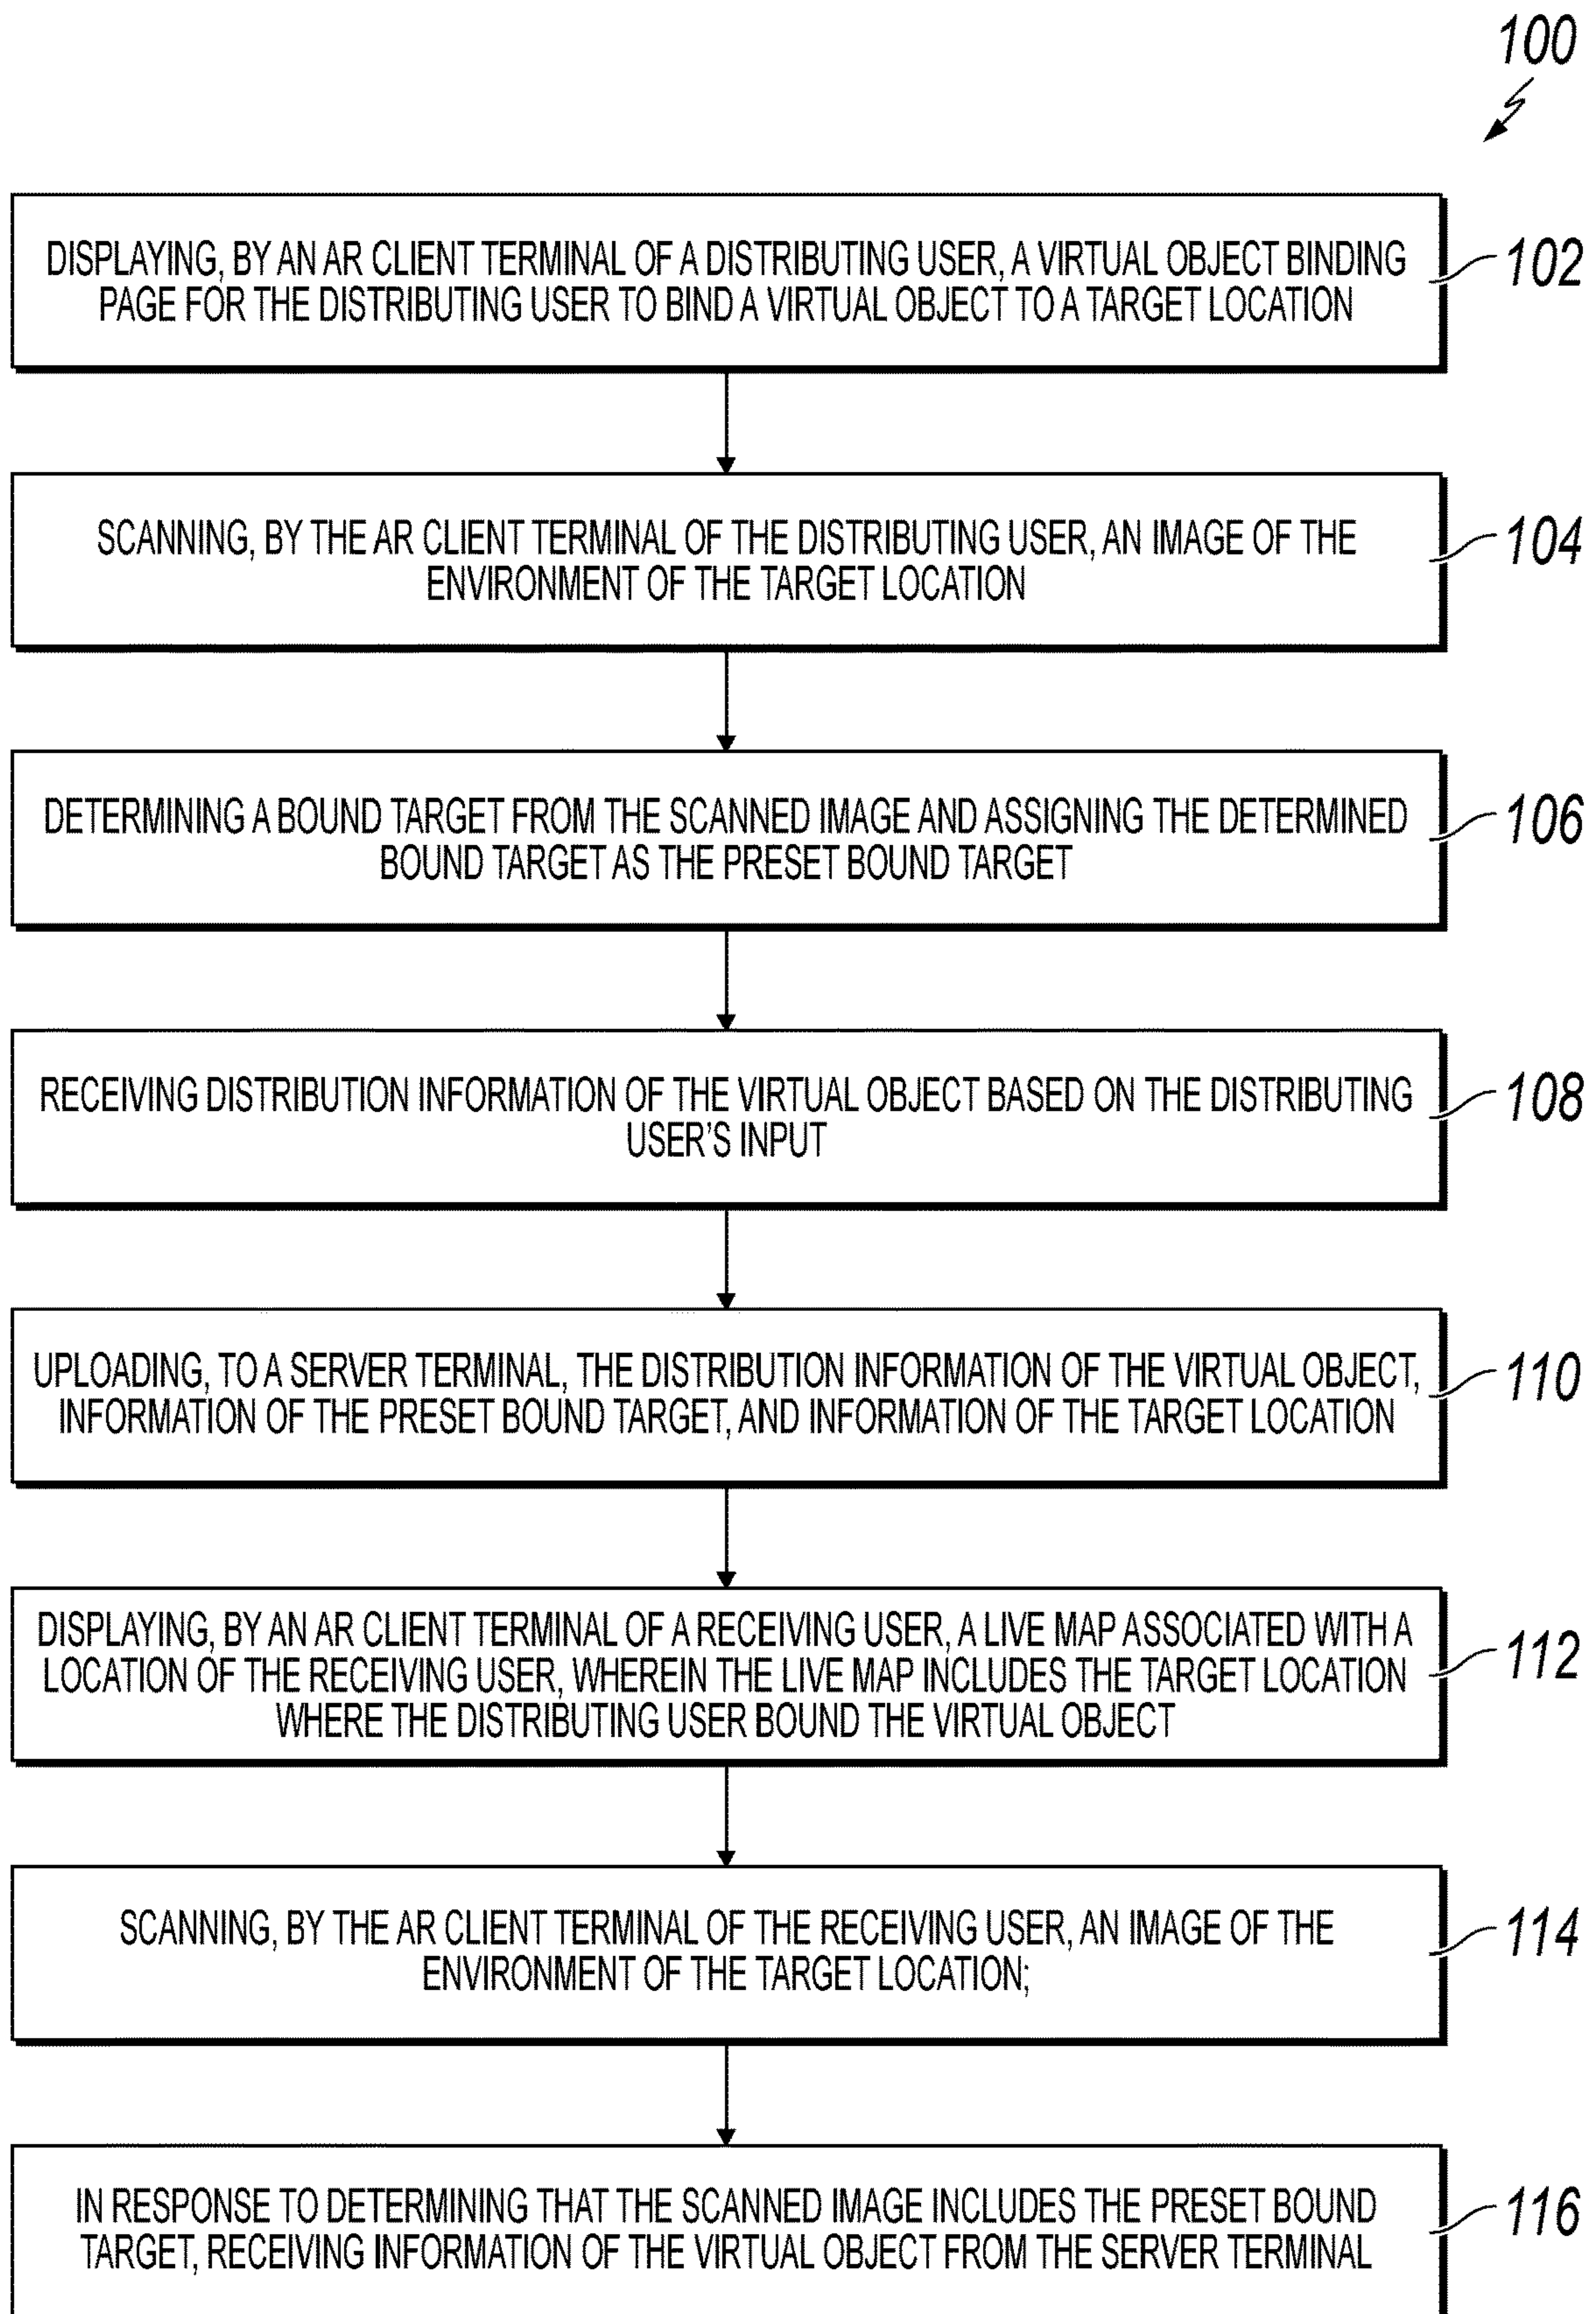 100
DISPLAYING, BY AN AR CLIENT TERMINAL OF A DISTRIBUTING USER, A VIRTUAL OBJECT BINDING
PAGE FOR THE DISTRIBUTING USER TO BIND A VIRTUAL OBJECT TO A TARGET LOCATION
102
SCANNING, BY THE AR CLIENT TERMINAL OF THE DISTRIBUTING USER, AN IMAGE OF THE
ENVIRONMENT OF THE TARGET LOCATION
104
DETERMINING A BOUND TARGET FROM THE SCANNED IMAGE AND ASSIGNING THE DETERMINED
BOUND TARGET AS THE PRESET BOUND TARGET
106
RECEIVING DISTRIBUTION INFORMATION OF THE VIRTUAL OBJECT BASED ON THE DISTRIBUTING
USER'S INPUT
108
UPLOADING, TO A SERVER TERMINAL, THE DISTRIBUTION INFORMATION OF THE VIRTUAL OBJECT,
INFORMATION OF THE PRESET BOUND TARGET, AND INFORMATION OF THE TARGET LOCATION
110
DISPLAYING, BY AN AR CLIENT TERMINAL OF A RECEIVING USER, A LIVE MAP ASSOCIATED WITH A
LOCATION OF THE RECEIVING USER, WHEREIN THE LIVE MAP INCLUDES THE TARGET LOCATION
WHERE THE DISTRIBUTING USER BOUND THE VIRTUAL OBJECT
112
SCANNING, BY THE AR CLIENT TERMINAL OF THE RECEIVING USER, AN IMAGE OF THE
ENVIRONMENT OF THE TARGET LOCATION;
114
IN RESPONSE TO DETERMINING THAT THE SCANNED IMAGE INCLUDES THE PRESET BOUND
TARGET, RECEIVING INFORMATION OF THE VIRTUAL OBJECT FROM THE SERVER TERMINAL
116